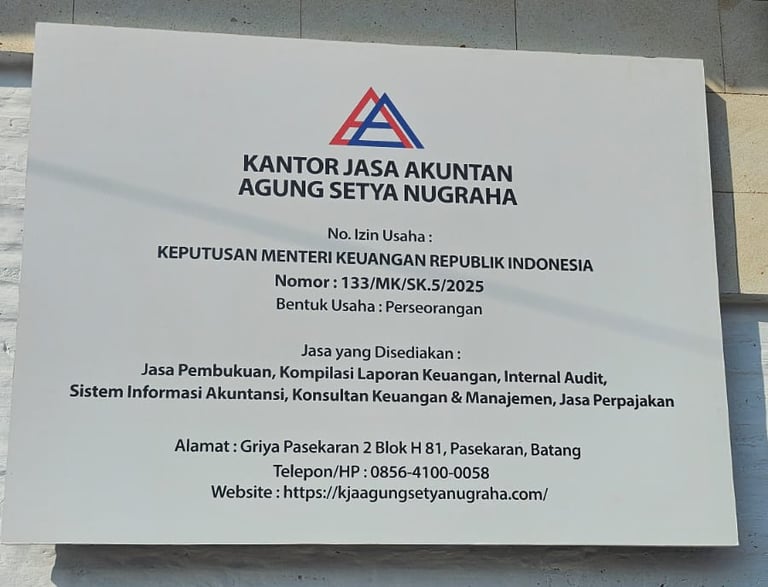 KANTOR JASA AKUNTAN
AGUNG SETYA NUGRAHA
No. Izin Usaha :
KEPUTUSAN MENTERI KEUANGAN REPUBLIK INDONESIA
Nomor : 133/MK/SK.5/2025
Bentuk Usaha : Perseorangan
Jasa yang Disediakan :
Jasa Pembukuan, Kompilasi Laporan Keuangan, Internal Audit,
Sistem Informasi Akuntansi, Konsultan Keuangan & Manajemen, Jasa Perpajakan
Alamat : Griya Pasekaran 2 Blok H 81, Pasekaran, Batang
Telepon/HP : 0856-4100-0058
Website : https://kjaagungsetyanugraha.com/